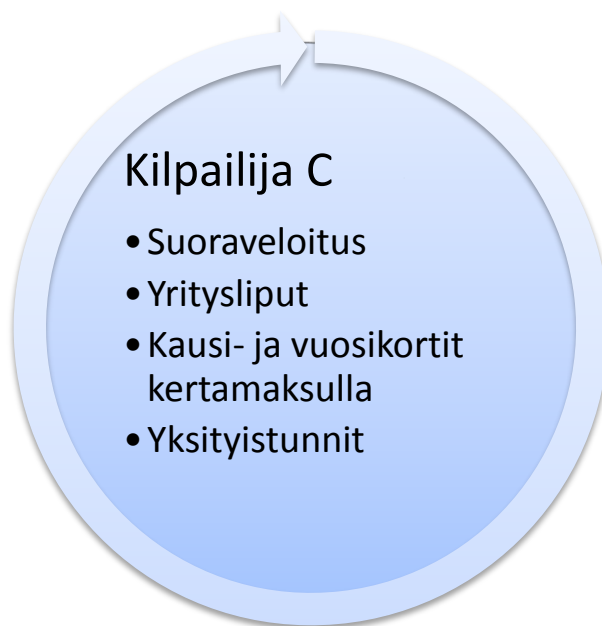 Kilpailija C
•Suoraveloitus
•Yritysliput
•Kausi- ja vuosikortit
kertamaksulla
•Yksityistunnit